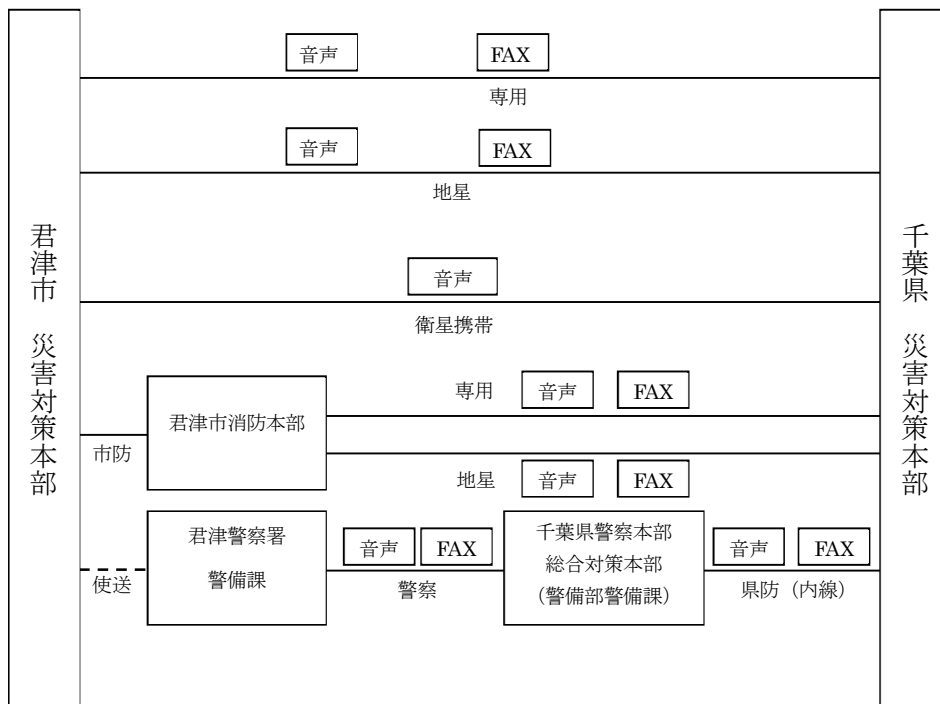 音声 FAX
専用
音声 FAX
地星
音声
衛星携帯
君津市 災害対策本部
千葉県 災害対策本部
専用 音声 FAX
君津市消防本部
市防
地星 音声 FAX
君津警察署
警備課
使送
音声 FAX
警察
千葉県警察本部
総合対策本部
(警備部警備課)
音声 FAX
県防(内線)